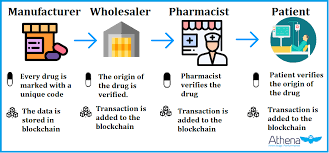 Manufacturer
Wholesaler
Pharmacist
Patient
Every drug is
marked with a
unique code
The origin of
the drug is
verified.
Pharmacist
verifies the
drug
Patient verifies
the origin of
the drug
The data is
stored in
blockchain
Transaction is
added to the
blockchain
Transaction is
added to the
blockchain
Transaction is
added to the
blockchain
Athena